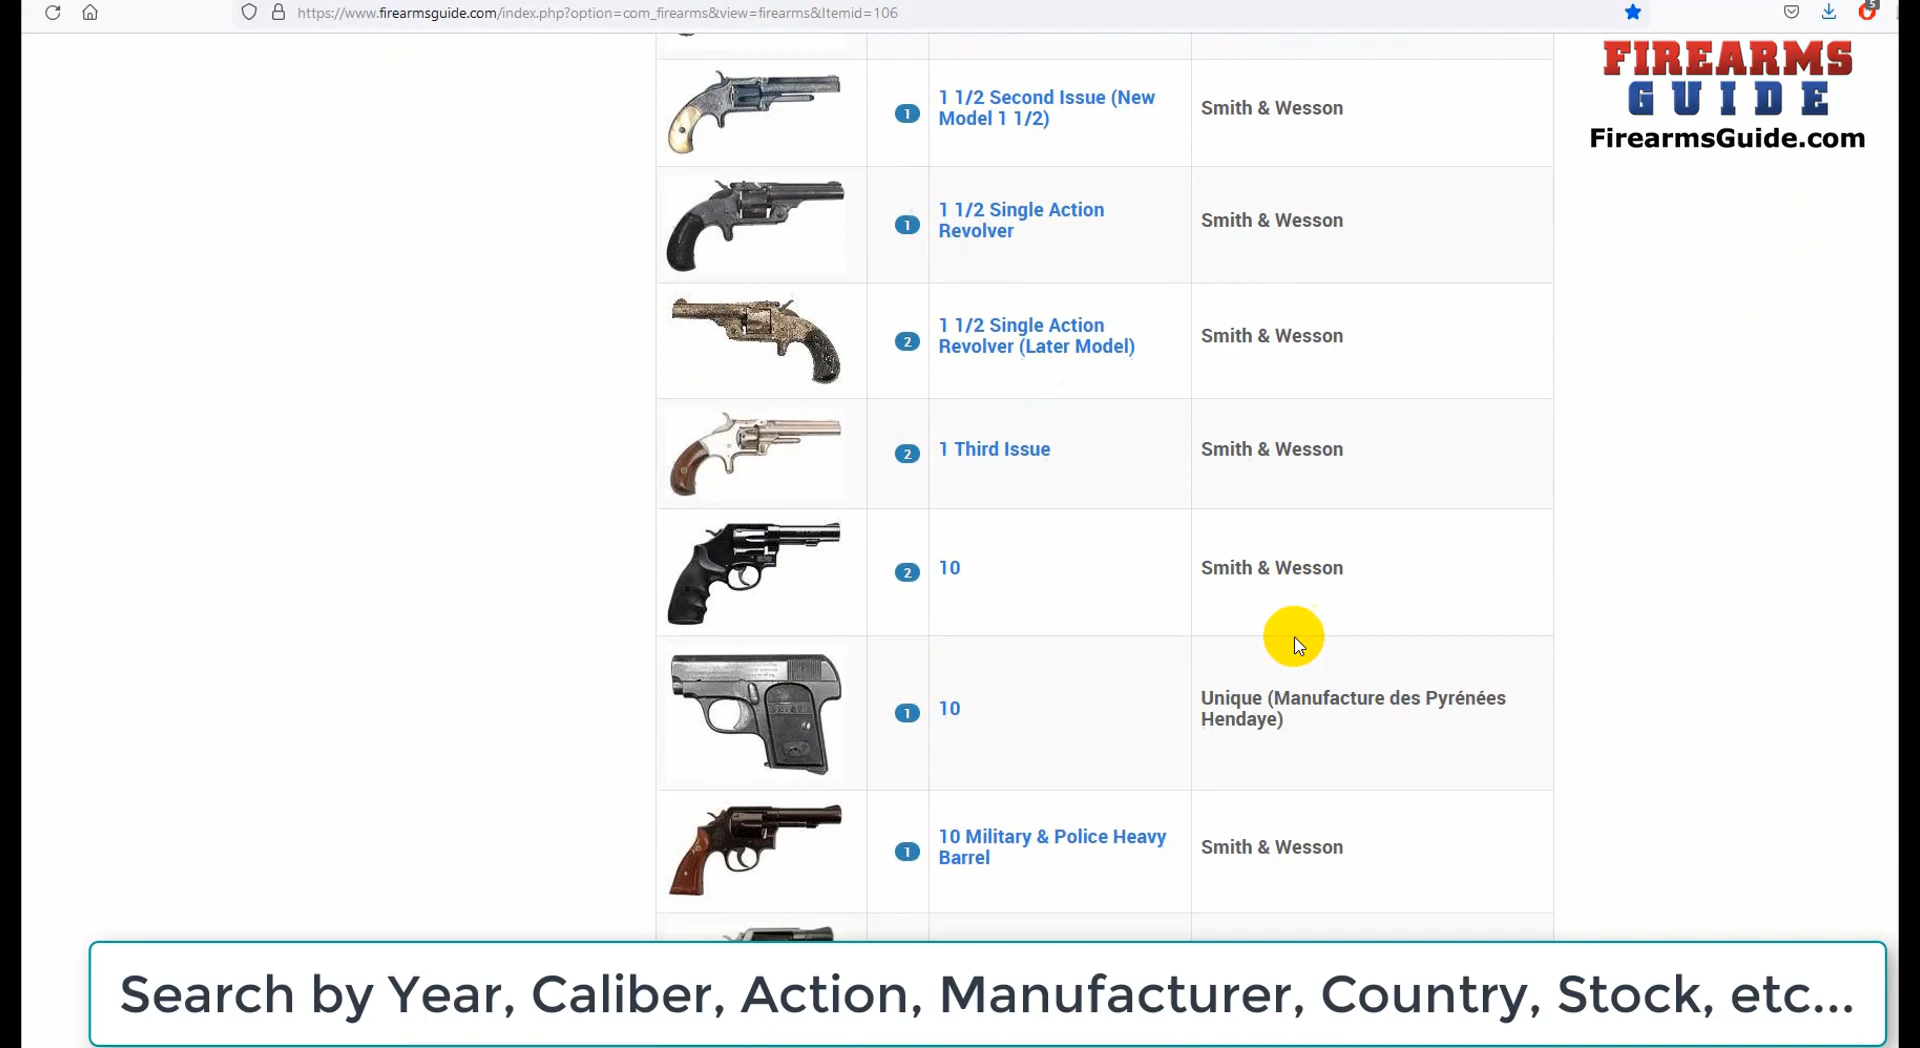 https://www.firearmsguide.com/index.php?option=com_firearms&view=firearms&Itemid=106
5
FIREARMS
GUIDE
FirearmsGuide.com
1
1 1/2 Second Issue (New
Model 1 1/2)
Smith & Wesson
1
1 1/2 Single Action
Revolver
Smith & Wesson
2
1 1/2 Single Action
Revolver (Later Model)
Smith & Wesson
2
1 Third Issue
Smith & Wesson
2
10
Smith & Wesson
1
10
Unique (Manufacture des Pyrénées
Hendaye)
1
10 Military & Police Heavy
Barrel
Smith & Wesson
Search by Year, Caliber, Action, Manufacturer, Country, Stock, etc...